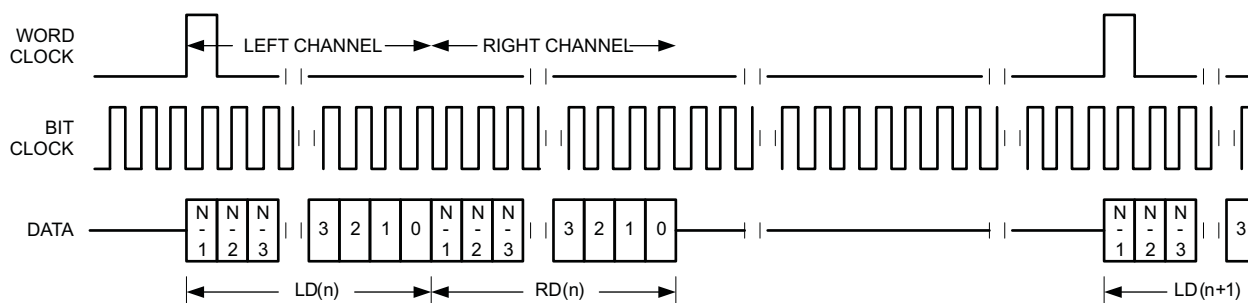 WORD
CLOCK
LEFT CHANNEL
RIGHT CHANNEL
BIT
CLOCK
DATA
N
-
1
N
-
2
N
-
3
3 2 1 0
N
-
1
N
-
2
N
-
3
3 2 1 0
N
-
1
N
-
2
N
-
3
3
LD(n)
RD(n)
LD(n+1)